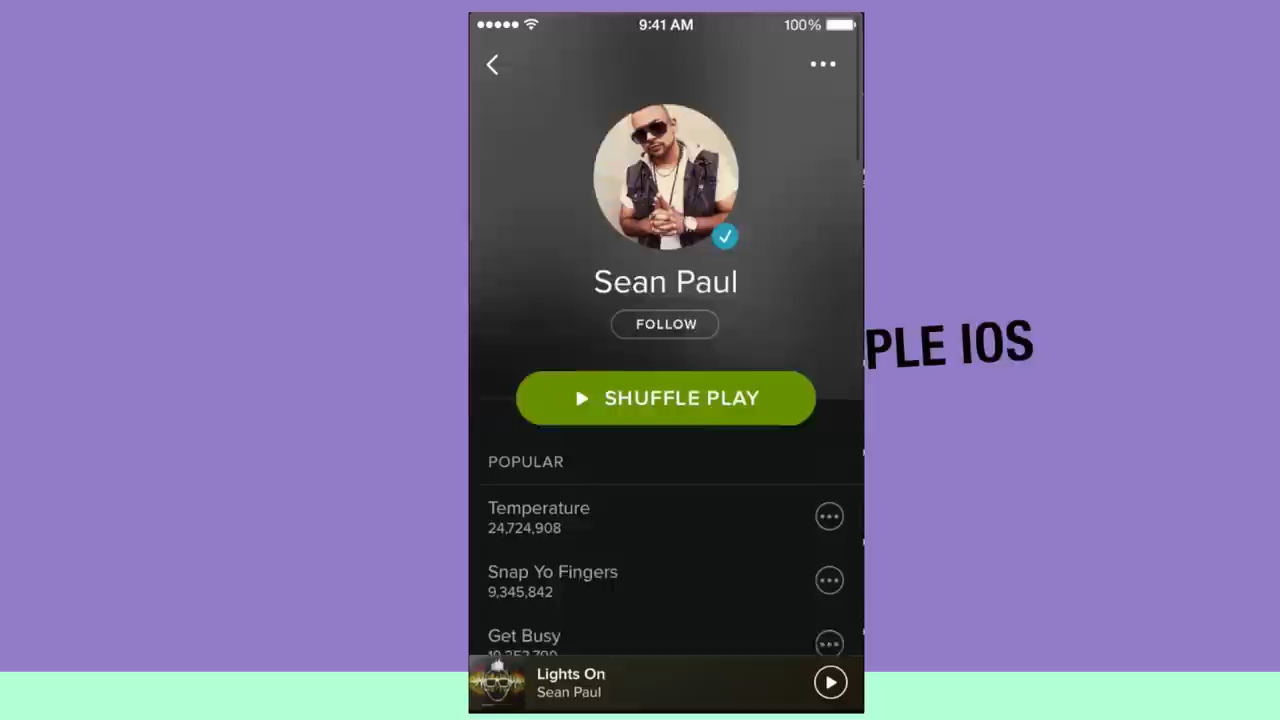 9:41 AM
100%
Sean Paul
FOLLOW
PLE IOS
SHUFFLE PLAY
POPULAR
Temperature
24,724,908
Snap Yo Fingers
9,345,842
Get Busy
Lights On
Sean Paul